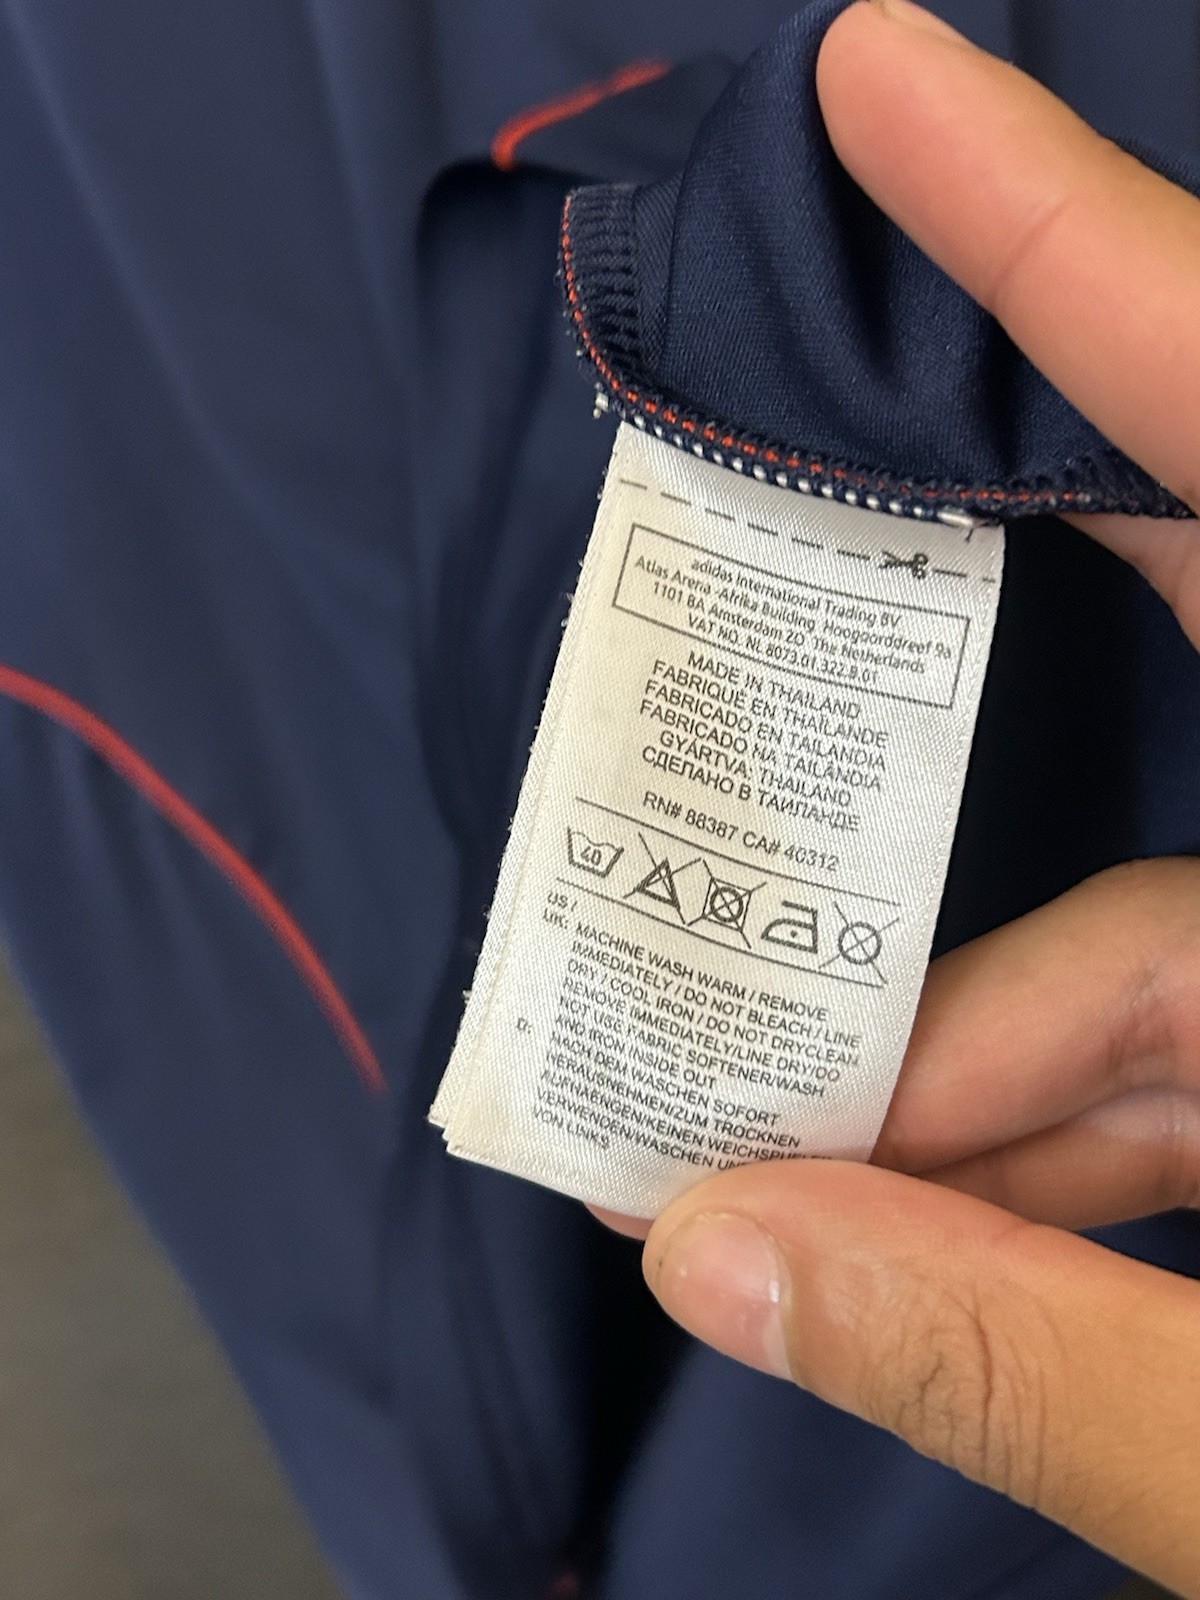 adidas International Trading BV
Atlas Arena -Afrika Building Hoogoorddreef 9a
1101 BA Amsterdam ZO The Netherlands
VAT NO. NL 8073.01.322.B.01
MADE IN THAILAND
FABRIQUÉ EN THAÏLANDE
FABRICADO EN TAILANDIA
FABRICADO NA TAILÂNDIA
GYÁRTVA: THAILAND
СДЕЛАНО В ТАИЛАНДЕ
RN# 88387 CA# 40312
40
US /
UK: MACHINE WASH WARM / REMOVE
IMMEDIATELY / DO NOT BLEACH / LINE
DRY / COOL IRON / DO NOT DRYCLEAN
REMOVE IMMEDIATELY/LINE DRY/DO
NOT USE FABRIC SOFTENER/WASH
AND IRON INSIDE OUT
D: NACH DEM WASCHEN SOFORT
HERAUSNEHMEN/ZUM TROCKNEN
AUFHAENGEN/KEINEN WEICHSPUELER
VERWENDEN/WASCHEN
VON LINKS